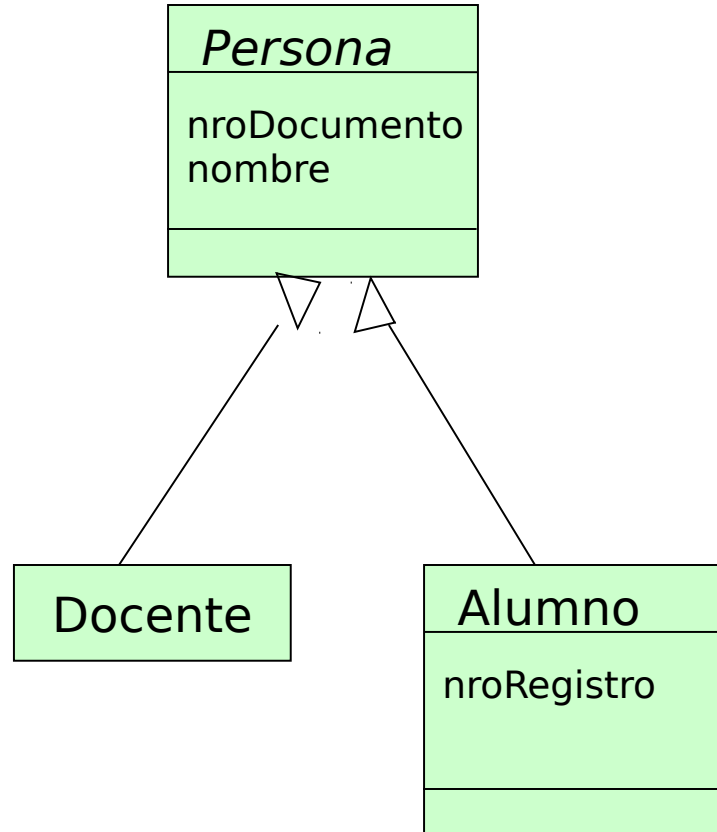 Persona
nroDocumento
nombre
Docente
Alumno
nroRegistro